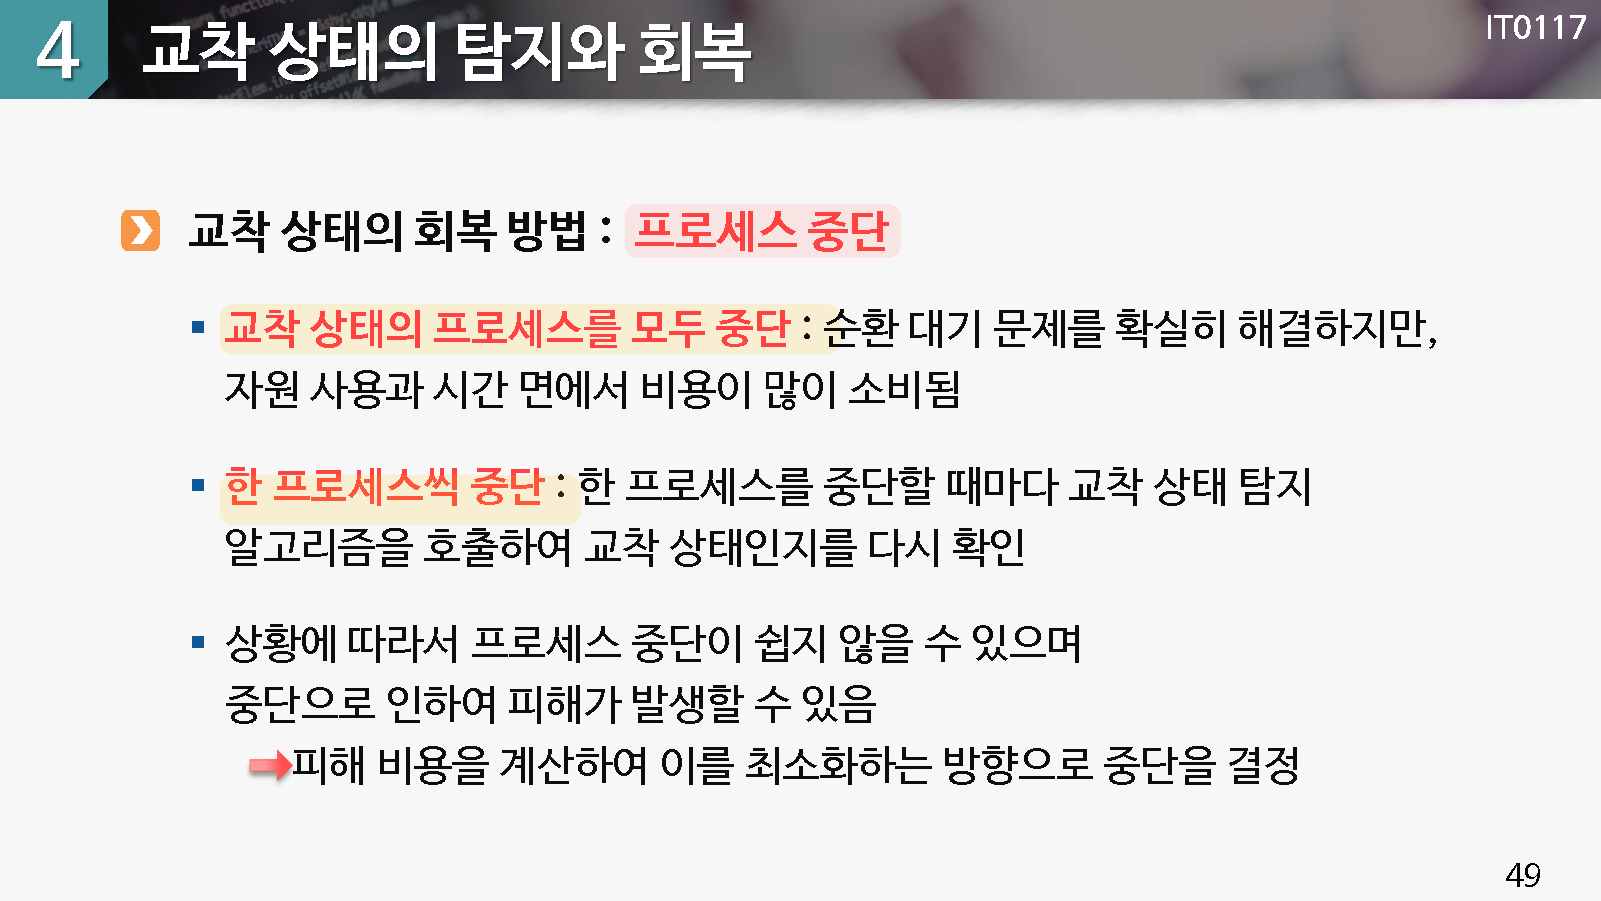 4 교착 상태의 탐지와 회복
IT0117
교착 상태의 회복 방법 : 프로세스 중단
교착 상태의 프로세스를 모두 중단 : 순환 대기 문제를 확실히 해결하지만,
자원 사용과 시간 면에서 비용이 많이 소비됨
한 프로세스씩 중단 : 한 프로세스를 중단할 때마다 교착 상태 탐지
알고리즘을 호출하여 교착 상태인지를 다시 확인
상황에 따라서 프로세스 중단이 쉽지 않을 수 있으며
중단으로 인하여 피해가 발생할 수 있음
피해 비용을 계산하여 이를 최소화하는 방향으로 중단을 결정
49